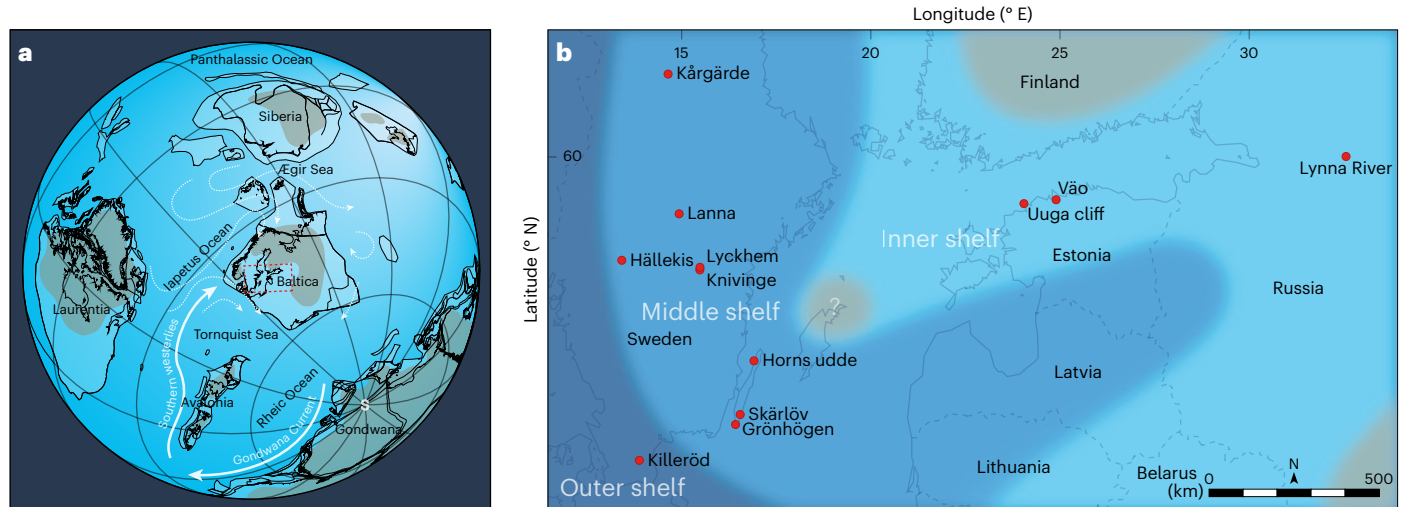 a
Panthalassic Ocean
Siberia
Ægir Sea
Iapetus Ocean
Baltica
Laurentia
Tornquist Sea
Southern westerlies
Avalonia
Rheic Ocean
S
Gondwana
Gondwana Current
Longitude (° E)
b
15
20
25
30
Kårgärde
Finland
60
Lynna River
Väo
Uuga cliff
Lanna
Inner shelf
Hällekis
Lyckhem
Knivinge
Estonia
Russia
Latitude (° N)
Middle shelf
?
Sweden
Horns udde
Latvia
Skärlöv
Grönhögen
Killeröd
Lithuania
Belarus
Outer shelf
N
0
500
(km)